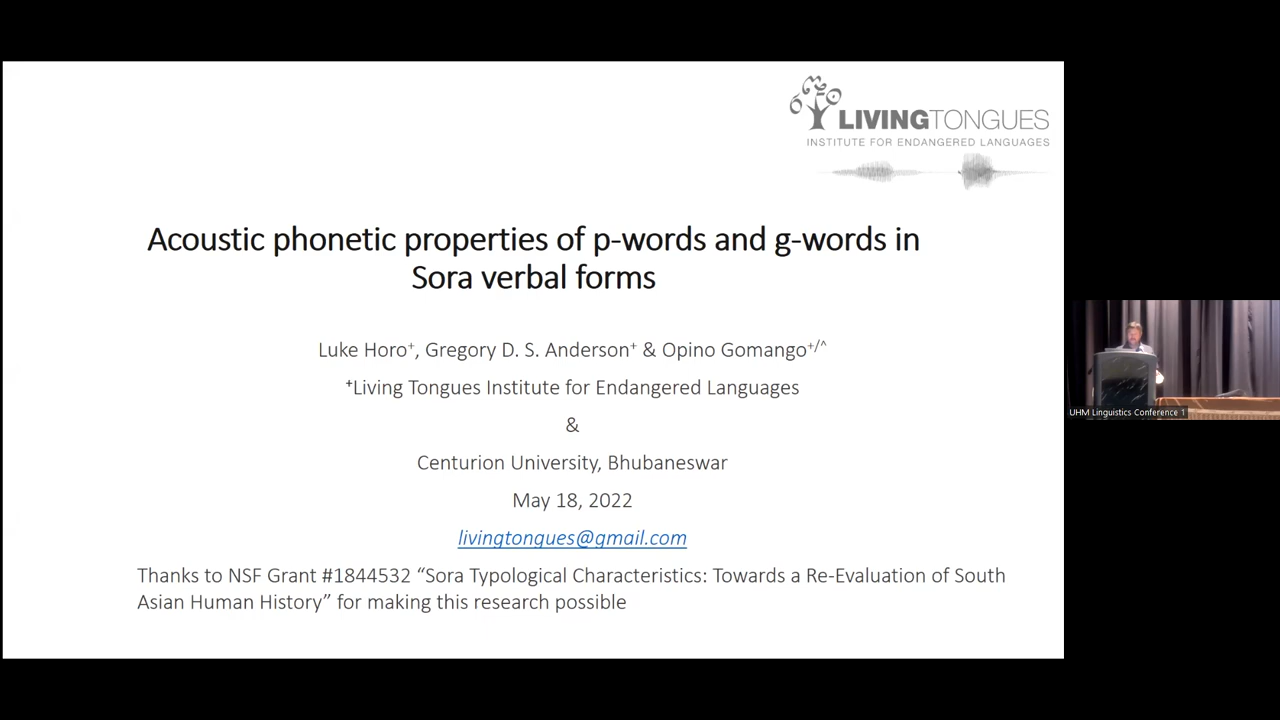 LIVINGTONGUES
INSTITUTE FOR ENDANGERED LANGUAGES
Acoustic phonetic properties of p-words and g-words in
Sora verbal forms
Luke Horo⁺, Gregory D. S. Anderson⁺ & Opino Gomango⁺/^
⁺Living Tongues Institute for Endangered Languages
&
Centurion University, Bhubaneswar
May 18, 2022
livingtongues@gmail.com
Thanks to NSF Grant #1844532 “Sora Typological Characteristics: Towards a Re-Evaluation of South
Asian Human History” for making this research possible
UHM Linguistics Conference 1